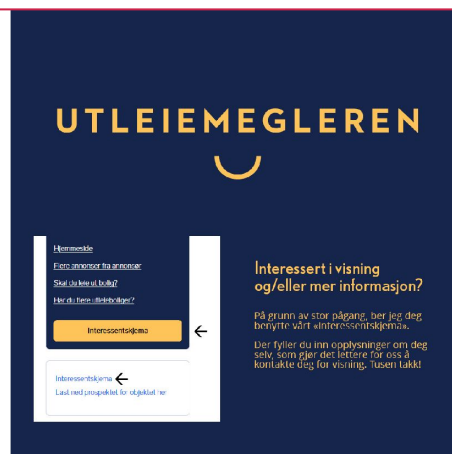 UTLEIEMEGLEREN
Hjemmeside
Flere annonser fra annonsør
Skal du leie ut bolig?
Har du flere utleieboliger?
Interessentskjema
Interessentskjema
Last ned prospektet for objektet her
Interessert i visning
og/eller mer informasjon?
På grunn av stor pågang, ber jeg deg
benytte vårt «Interessentskjema».
Der fyller du inn opplysninger om deg
selv, som gjør det lettere for oss å
kontakte deg for visning. Tusen takk!